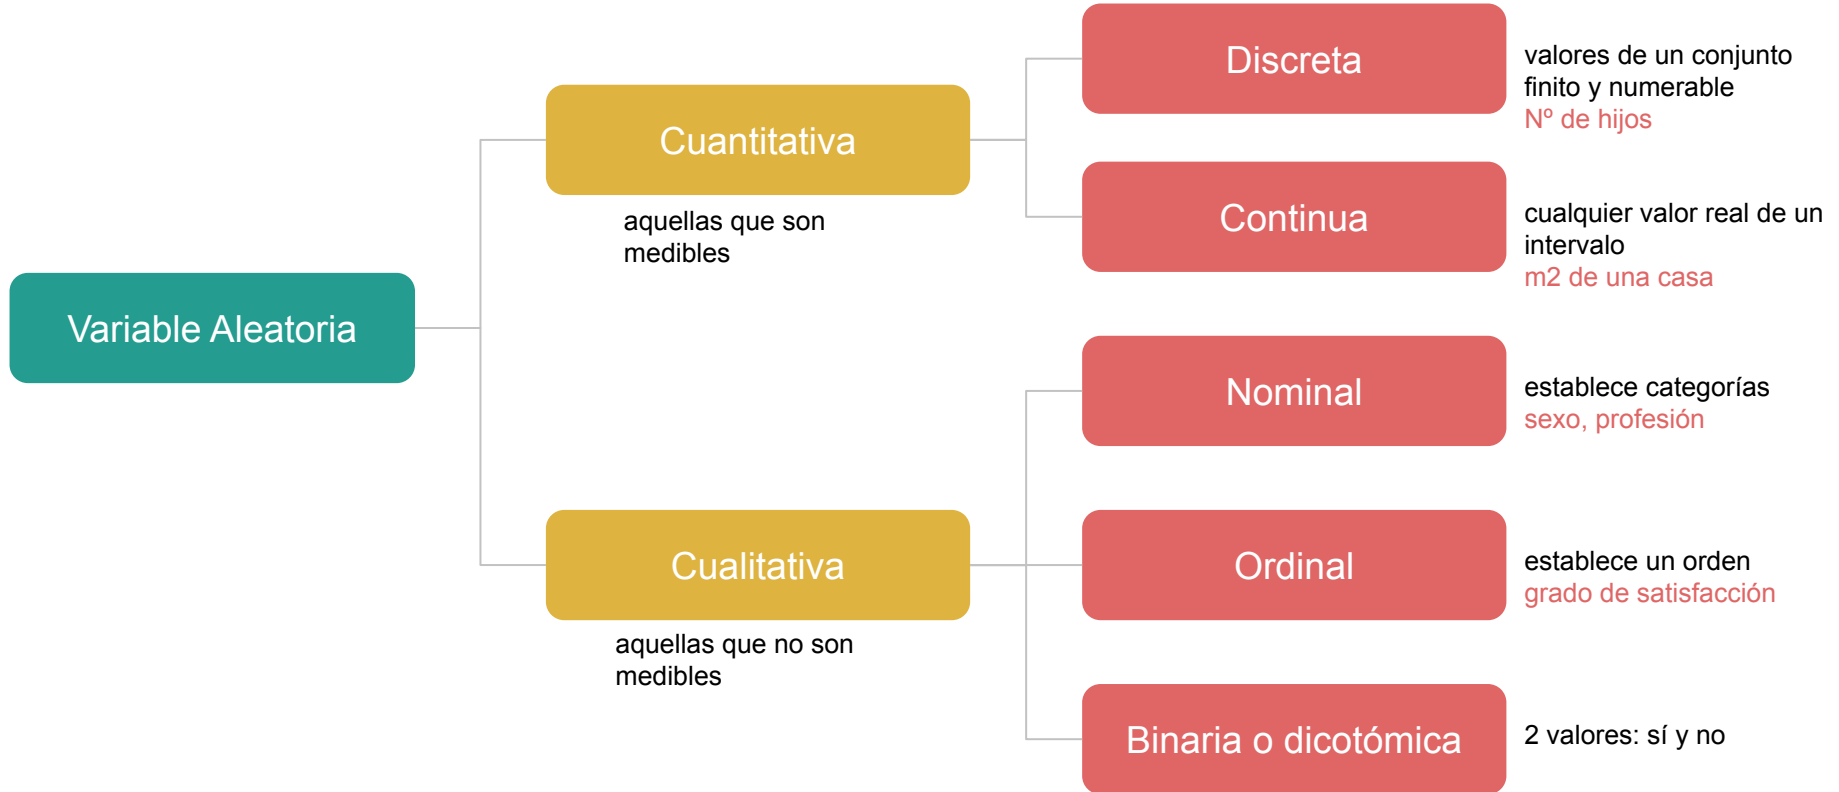 Variable Aleatoria
Cuantitativa
aquellas que son
medibles
Discreta
valores de un conjunto
finito y numerable
Nº de hijos
Continua
cualquier valor real de un
intervalo
m2 de una casa
Cualitativa
aquellas que no son
medibles
Nominal
establece categorías
sexo, profesión
Ordinal
establece un orden
grado de satisfacción
Binaria o dicotómica
2 valores: sí y no